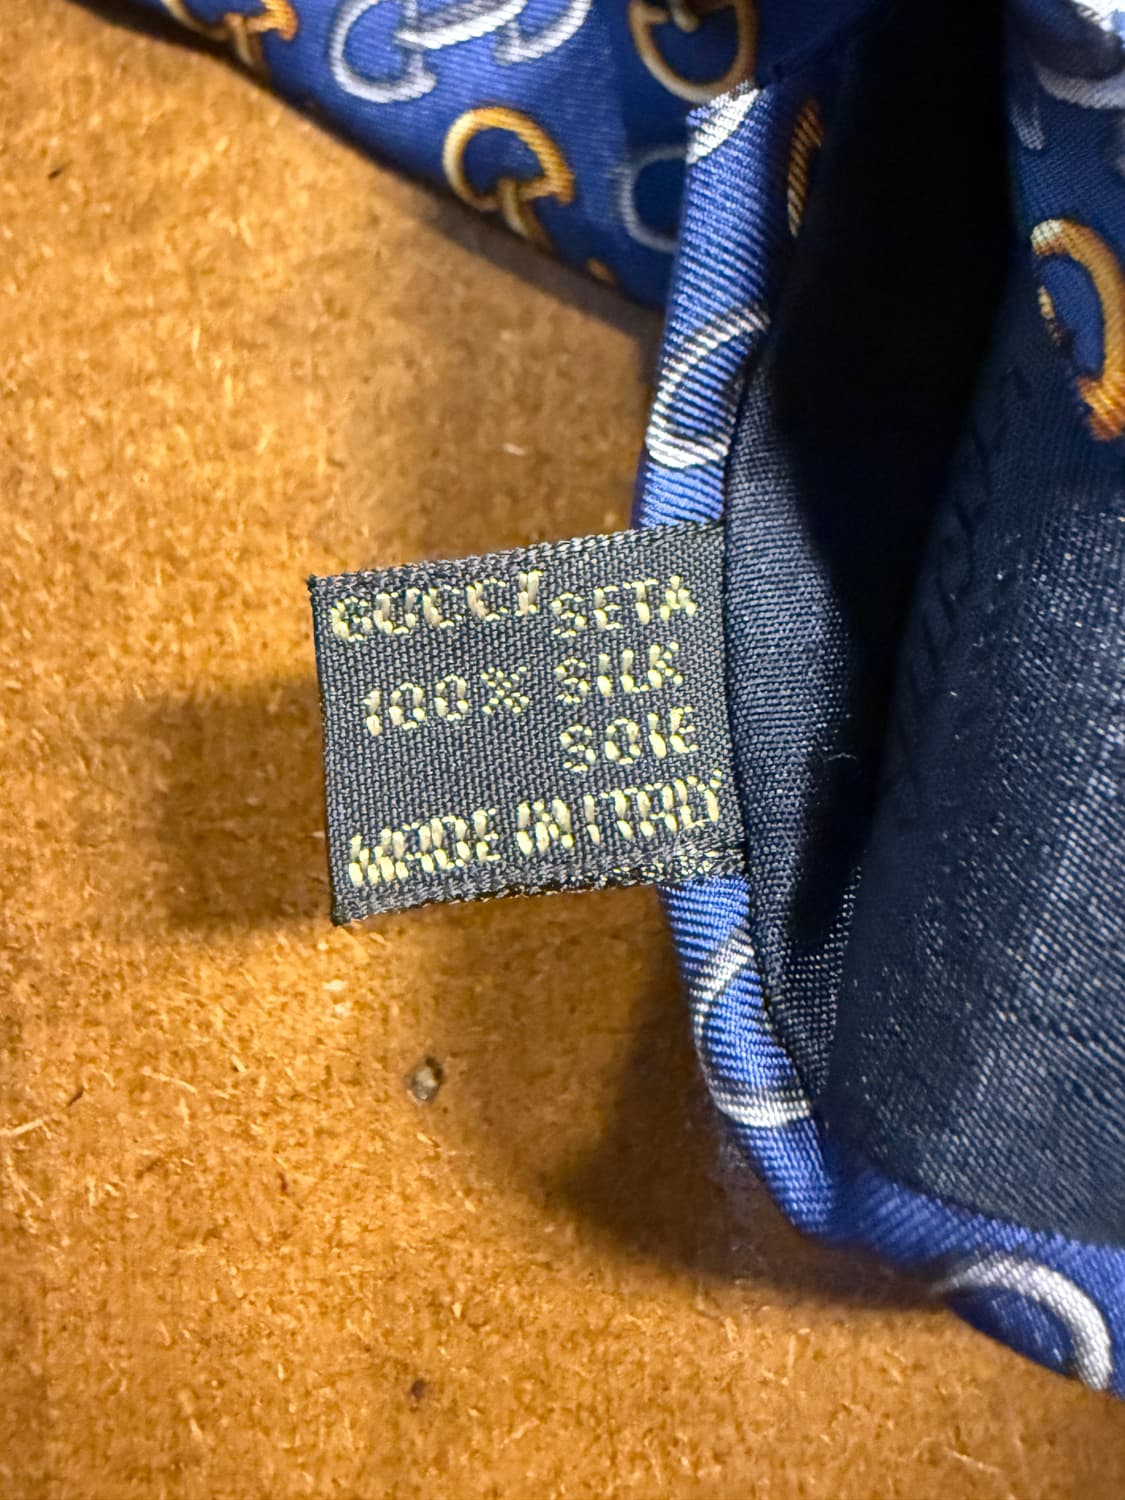 GUCCI SETA
100% SILK
SOIE
MADE IN ITALY